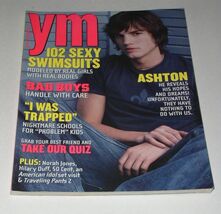 ym
102 SEXY
SWIMSUITS
MODELED BY REAL GIRLS
WITH REAL BODIES
BAD BOYS
HANDLE WITH CARE
"I WAS
TRAPPED"
NIGHTMARE SCHOOLS
FOR "PROBLEM" KIDS
GRAB YOUR BEST FRIEND AND
TAKE OUR QUIZ
PLUS: Norah Jones,
Hilary Duff, 50 Cent, an
American Idol set visit
& Traveling Pants 2
ASHTON
HE REVEALS
HIS HOPES
AND DREAMS!
UNFORTUNATELY,
THEY HAVE
NOTHING TO
DO WITH US.